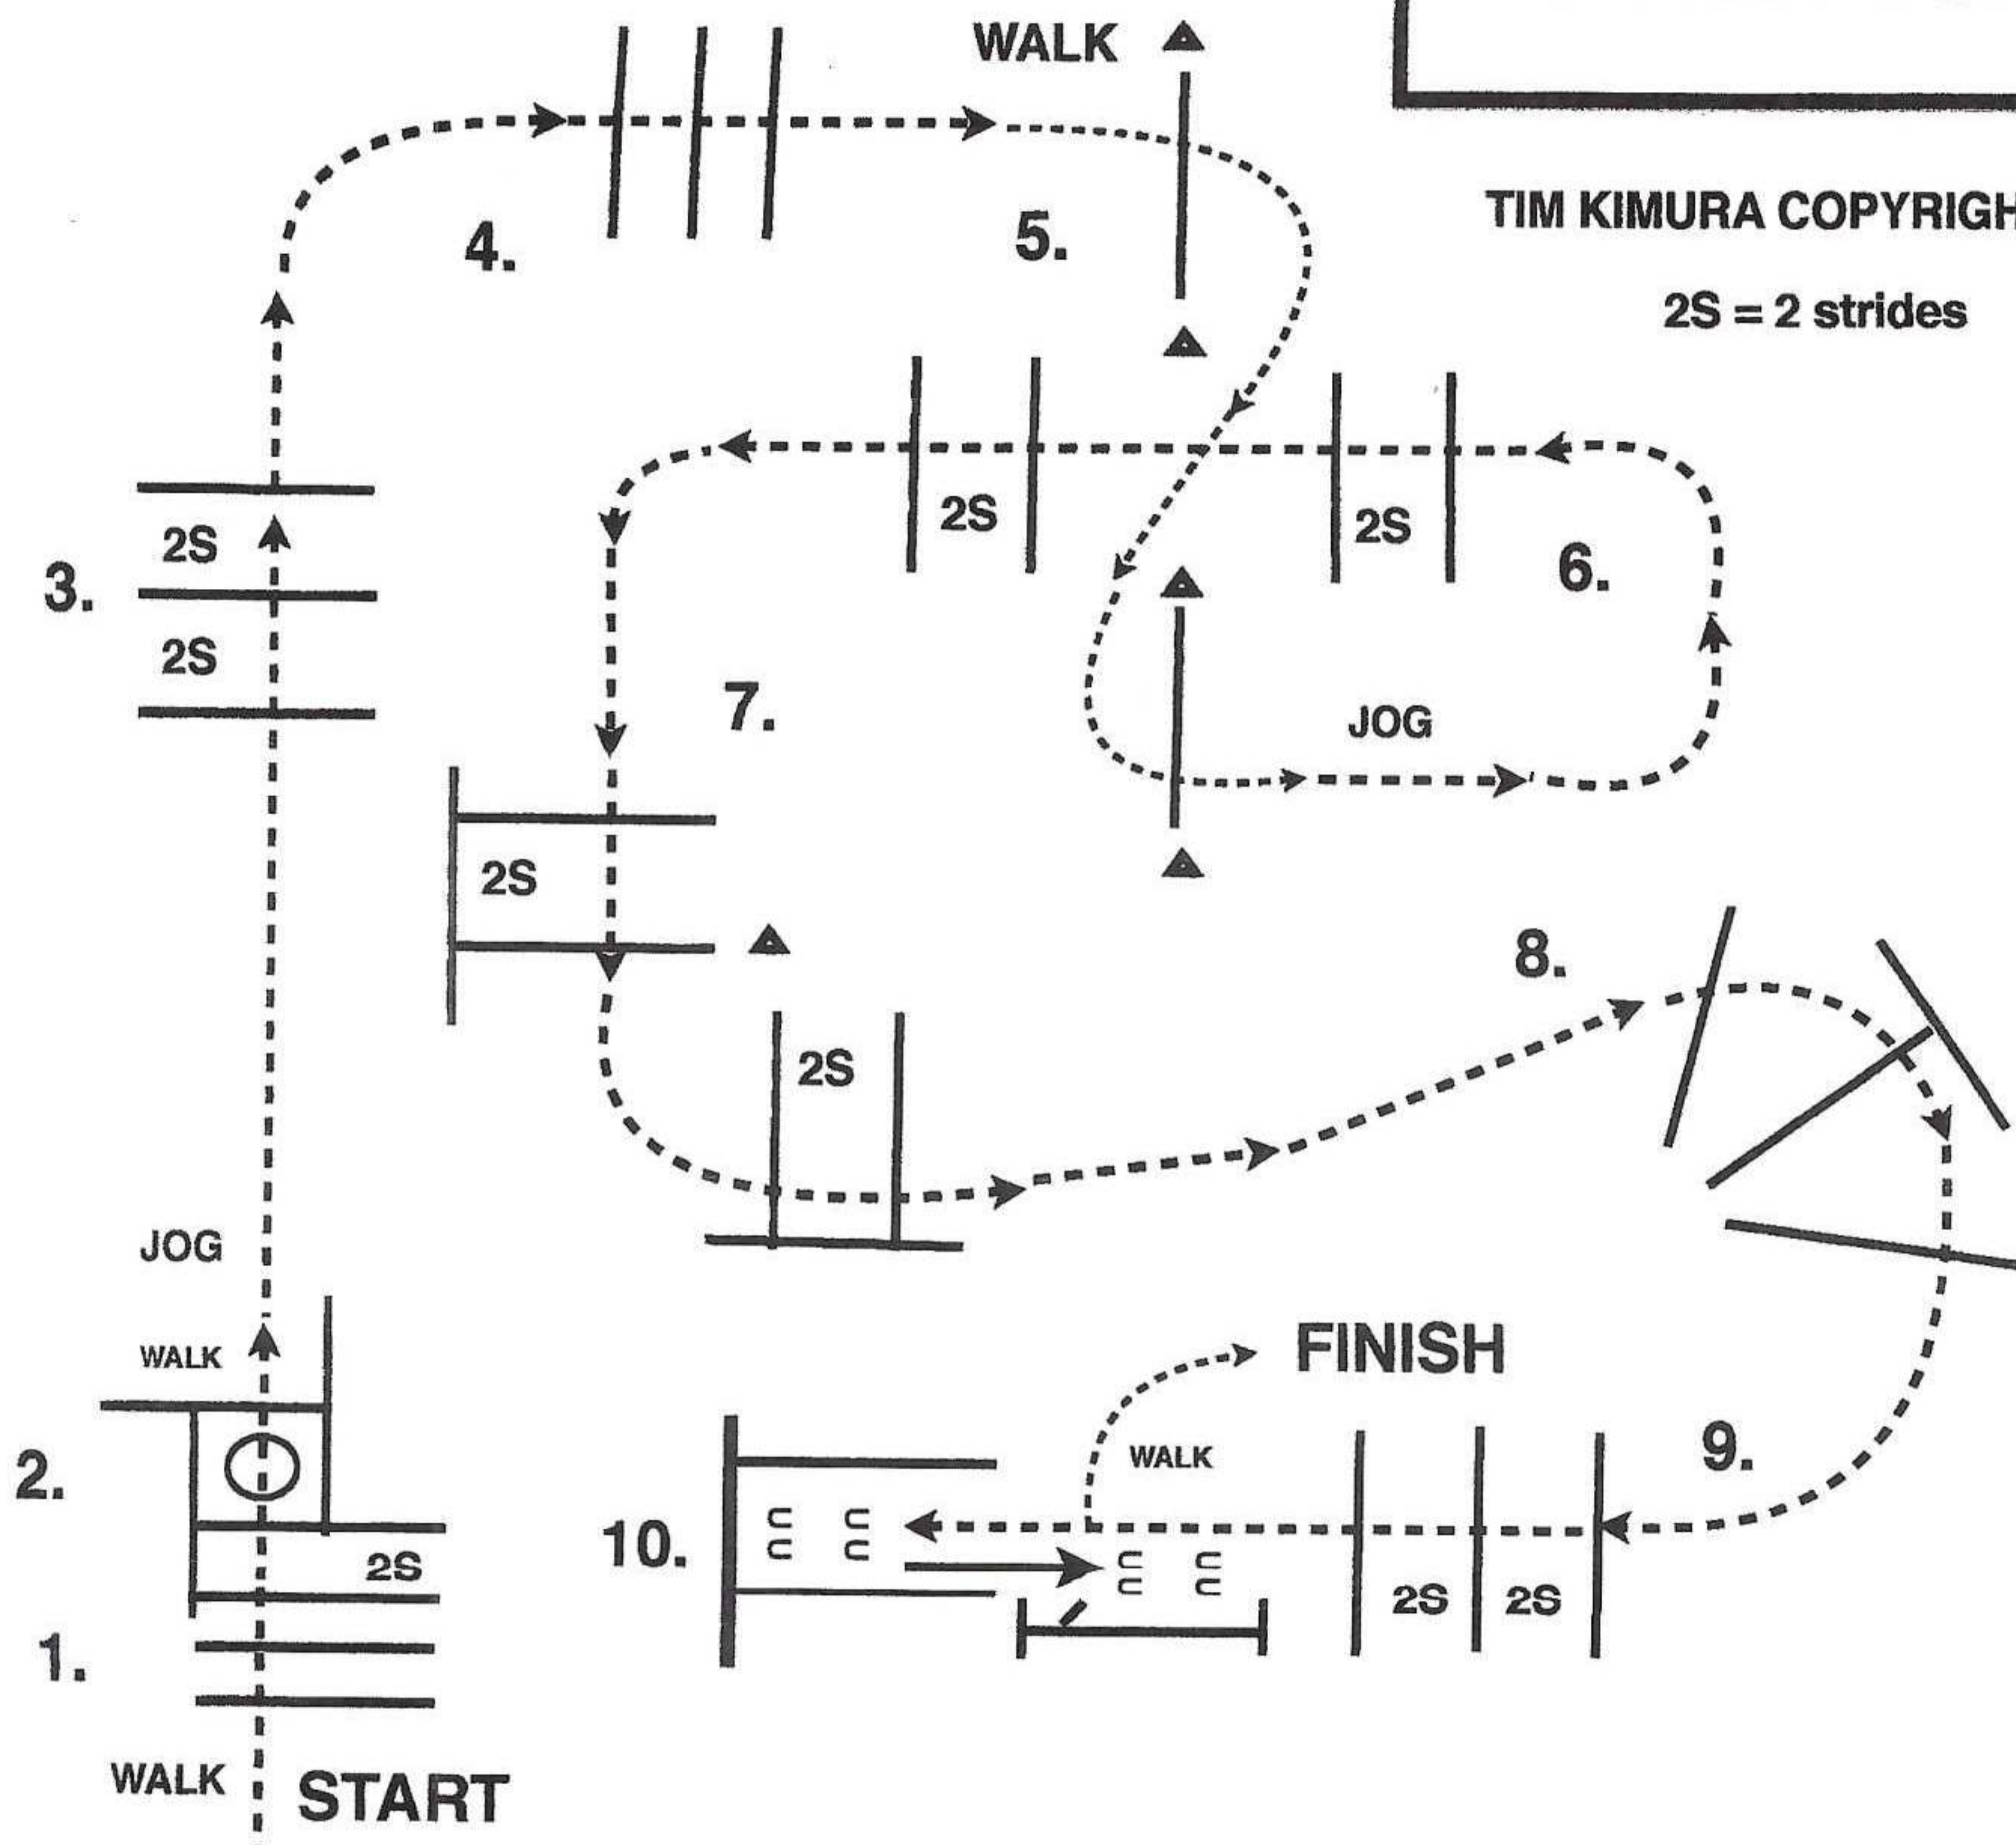 WALK
TIM KIMURA COPYRIGH
4.
5.
2S = 2 strides
2S
2S
2S
6.
3.
2S
7.
JOG
2S
8.
2S
JOG
WALK
FINISH
2.
WALK
9.
10.
2S
2S
2S
1.
WALK
START